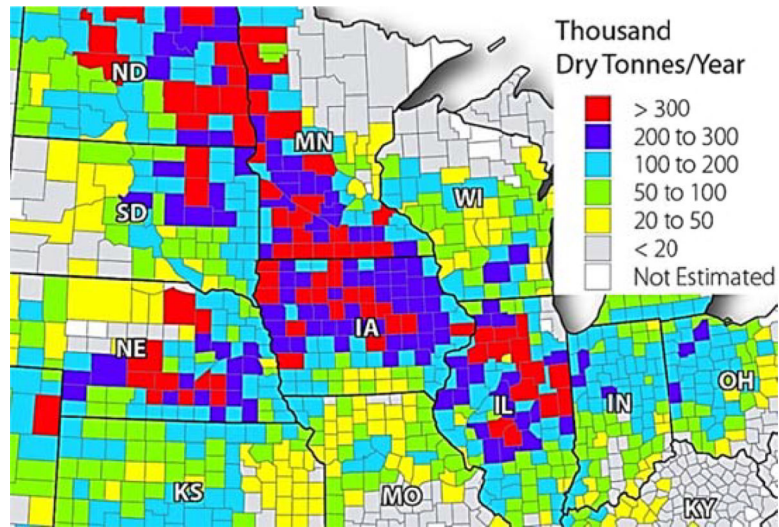 Thousand
Dry Tonnes/Year
> 300
200 to 300
100 to 200
50 to 100
20 to 50
< 20
Not Estimated
ND
MN
SD
WI
NE
IA
IL
IN
OH
KS
MO
KY